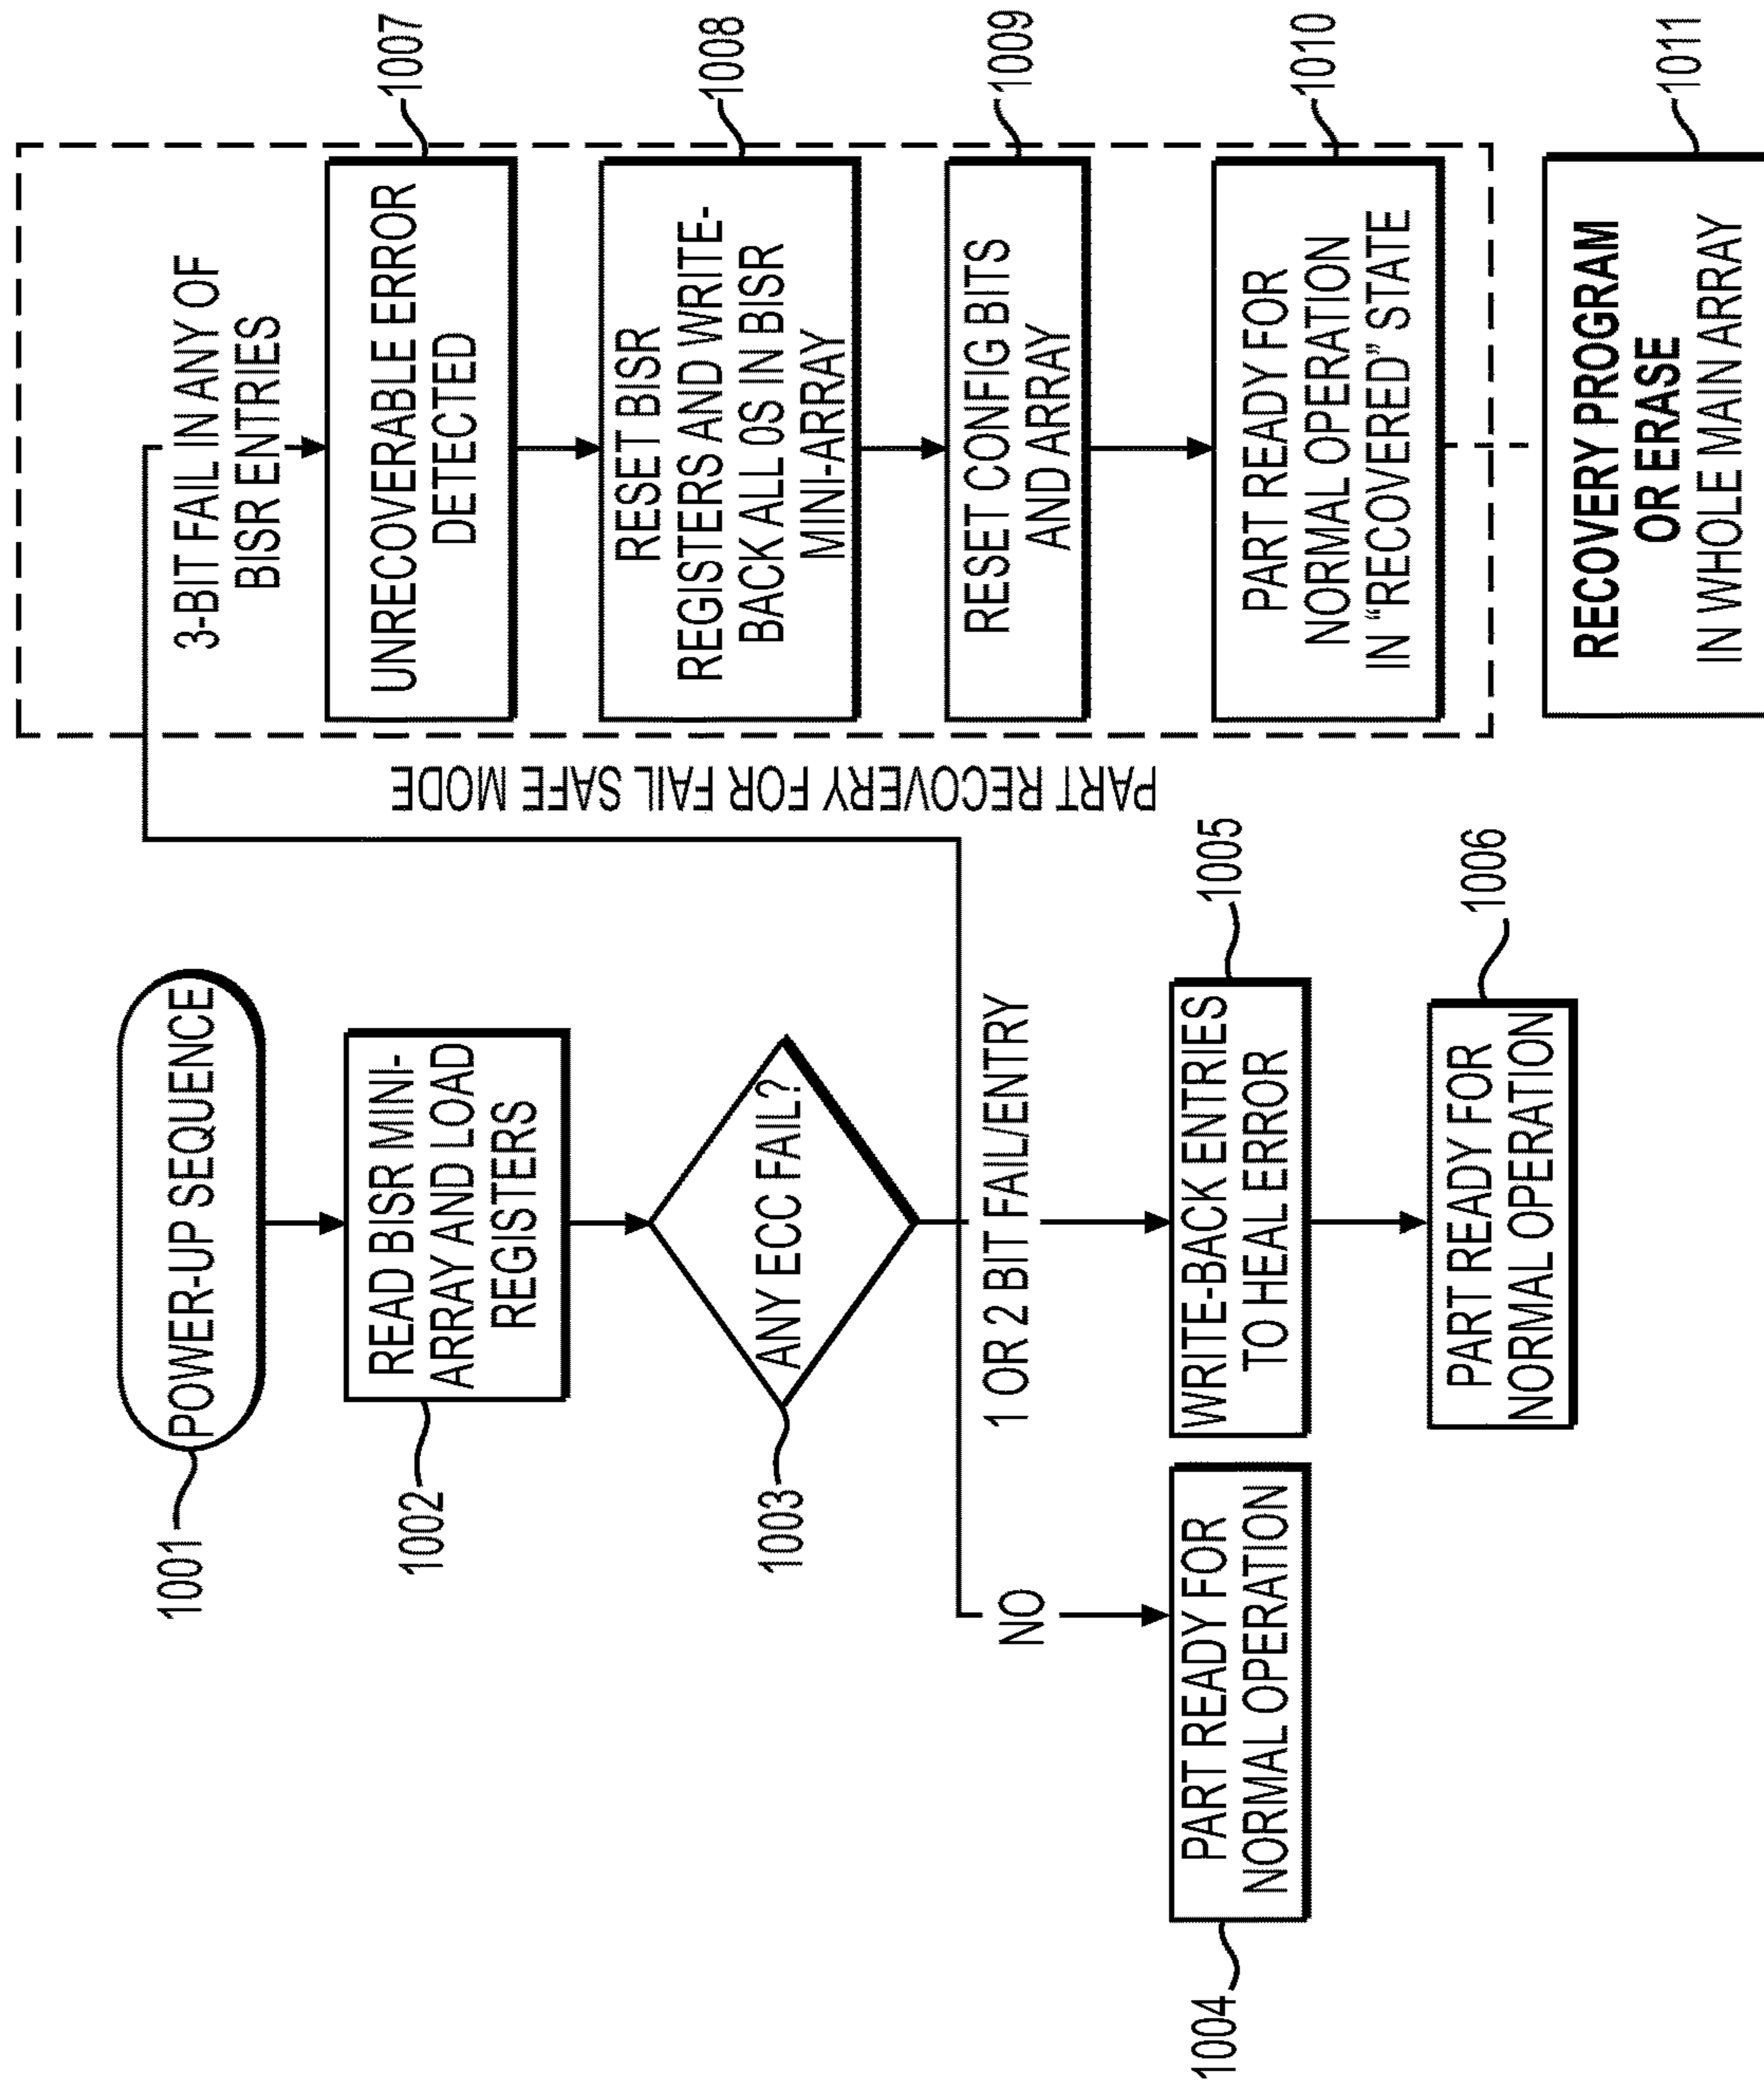 1001
POWER-UP SEQUENCE
1002
READ BISR MINI-
ARRAY AND LOAD
REGISTERS
1003
ANY ECC FAIL?
NO
1004
PART READY FOR
NORMAL OPERATION
1 OR 2 BIT FAIL/ENTRY
1005
WRITE-BACK ENTRIES
TO HEAL ERROR
1006
PART READY FOR
NORMAL OPERATION
PART RECOVERY FOR FAIL SAFE MODE
3-BIT FAIL IN ANY OF
BISR ENTRIES
1007
UNRECOVERABLE ERROR
DETECTED
1008
RESET BISR
REGISTERS AND WRITE-
BACK ALL 0S IN BISR
MINI-ARRAY
1009
RESET CONFIG BITS
AND ARRAY
1010
PART READY FOR
NORMAL OPERATION
IN “RECOVERED” STATE
1011
RECOVERY PROGRAM
OR ERASE
IN WHOLE MAIN ARRAY